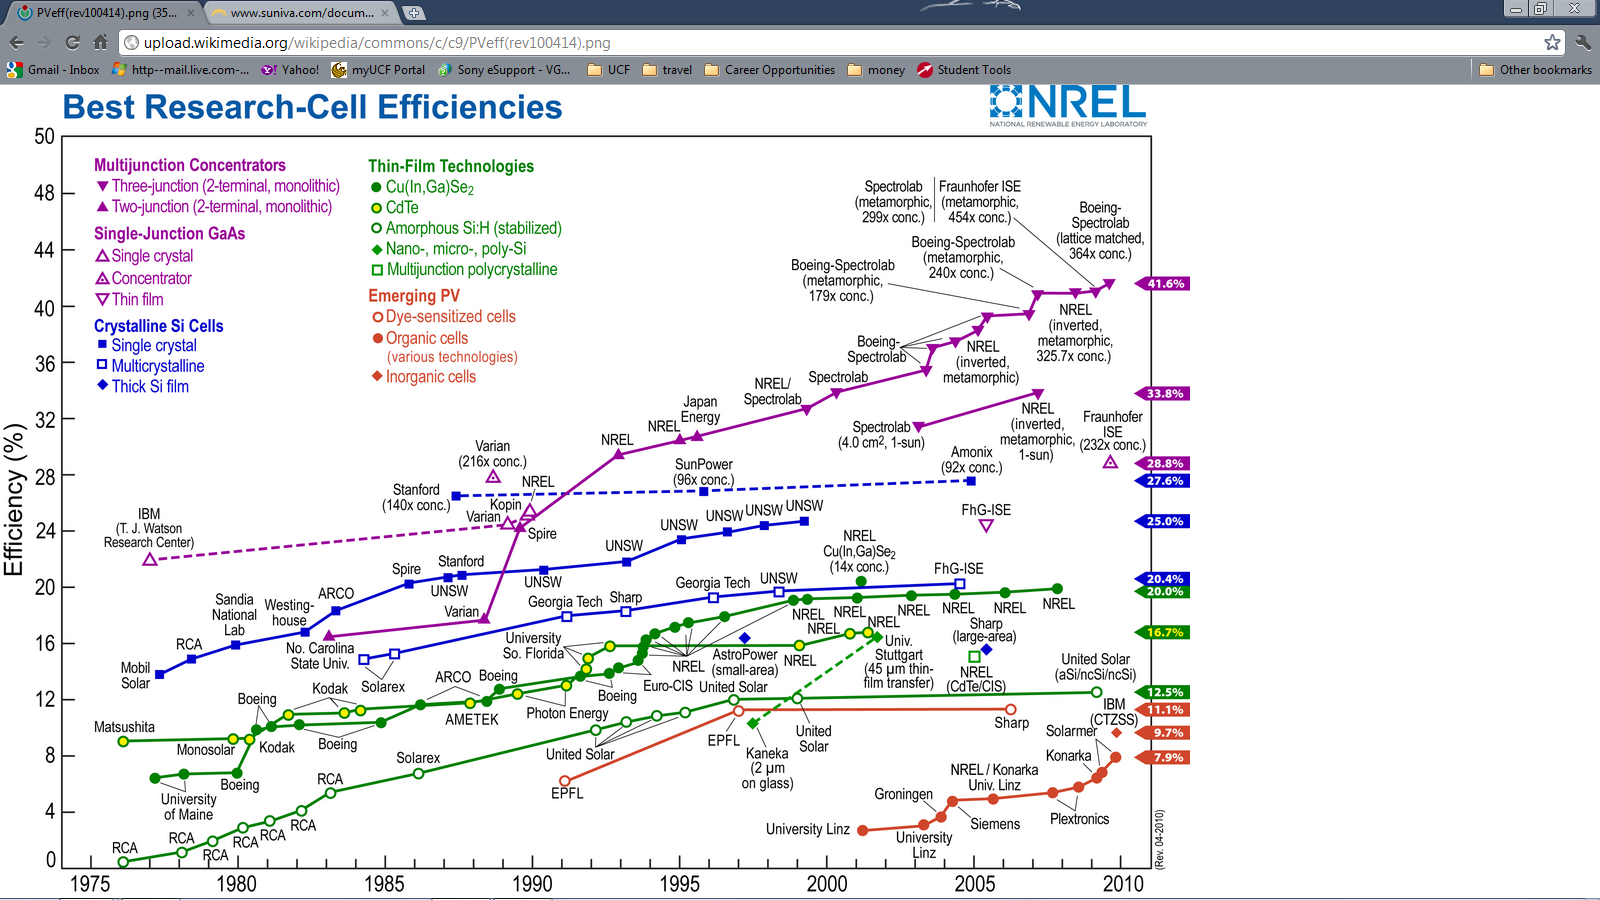 PVeff(rev100414).png (35...
www.suniva.com/docum...
upload.wikimedia.org/wikipedia/commons/c/c9/PVeff(rev100414).png
Gmail - Inbox
http--mail.live.com-...
Yahoo!
myUCF Portal
Sony eSupport - VG...
UCF
travel
Career Opportunities
money
Student Tools
Other bookmarks
Best Research-Cell Efficiencies
NREL
NATIONAL RENEWABLE ENERGY LABORATORY
Efficiency (%)
50
48
44
40
36
32
28
24
20
16
12
8
4
0
Multijunction Concentrators
Three-junction (2-terminal, monolithic)
Two-junction (2-terminal, monolithic)
Single-Junction GaAs
Single crystal
Concentrator
Thin film
Crystalline Si Cells
Single crystal
Multicrystalline
Thick Si film
Thin-Film Technologies
Cu(In,Ga)Se2
CdTe
Amorphous Si:H (stabilized)
Nano-, micro-, poly-Si
Multijunction polycrystalline
Emerging PV
Dye-sensitized cells
Organic cells
(various technologies)
Inorganic cells
Spectrolab
(metamorphic,
299x conc.)
Fraunhofer ISE
(metamorphic,
454x conc.)
Boeing-
Spectrolab
(lattice matched,
364x conc.)
Boeing-Spectrolab
(metamorphic,
240x conc.)
Boeing-Spectrolab
(metamorphic,
179x conc.)
NREL
(inverted,
metamorphic,
325.7x conc.)
Boeing-
Spectrolab
NREL
(inverted,
metamorphic)
Spectrolab
NREL/
Spectrolab
Japan
Energy
NREL
NREL
Spectrolab
(4.0 cm2, 1-sun)
NREL
(inverted,
metamorphic,
1-sun)
Fraunhofer
ISE
(232x conc.)
Varian
(216x conc.)
NREL
Stanford
(140x conc.)
Kopin
Varian
Spire
SunPower
(96x conc.)
Amonix
(92x conc.)
IBM
(T. J. Watson
Research Center)
FhG-ISE
UNSW
UNSW
UNSW
UNSW
UNSW
NREL
Cu(In,Ga)Se2
(14x conc.)
Spire
Stanford
UNSW
UNSW
ARCO
Varian
Georgia Tech
Sharp
Georgia Tech
UNSW
FhG-ISE
Sandia
National
Lab
Westing-
house
RCA
Mobil
Solar
No. Carolina
State Univ.
Solarex
University
So. Florida
NREL
NREL
NREL
NREL
NREL
NREL
NREL
NREL
NREL
NREL
Sharp
(large-area)
AstroPower
(small-area)
Univ.
Stuttgart
(45 µm thin-
film transfer)
NREL
(CdTe/CIS)
United Solar
(aSi/ncSi/ncSi)
ARCO
Boeing
Euro-CIS
Boeing
United Solar
Kodak
Boeing
Matsushita
Monosolar
Kodak
Boeing
AMETEK
Photon Energy
Boeing
University
of Maine
Solarex
United Solar
United
Solar
EPFL
EPFL
Kaneka
(2 µm
on glass)
Sharp
IBM
(CTZSS)
Solarmer
Konarka
NREL / Konarka
Univ. Linz
Groningen
Siemens
Plextronics
University Linz
University
Linz
RCA
RCA
RCA
RCA
RCA
RCA
RCA
41.6%
33.8%
28.8%
27.6%
25.0%
20.4%
20.0%
16.7%
12.5%
11.1%
9.7%
7.9%
(Rev. 04-2010)
1975
1980
1985
1990
1995
2000
2005
2010